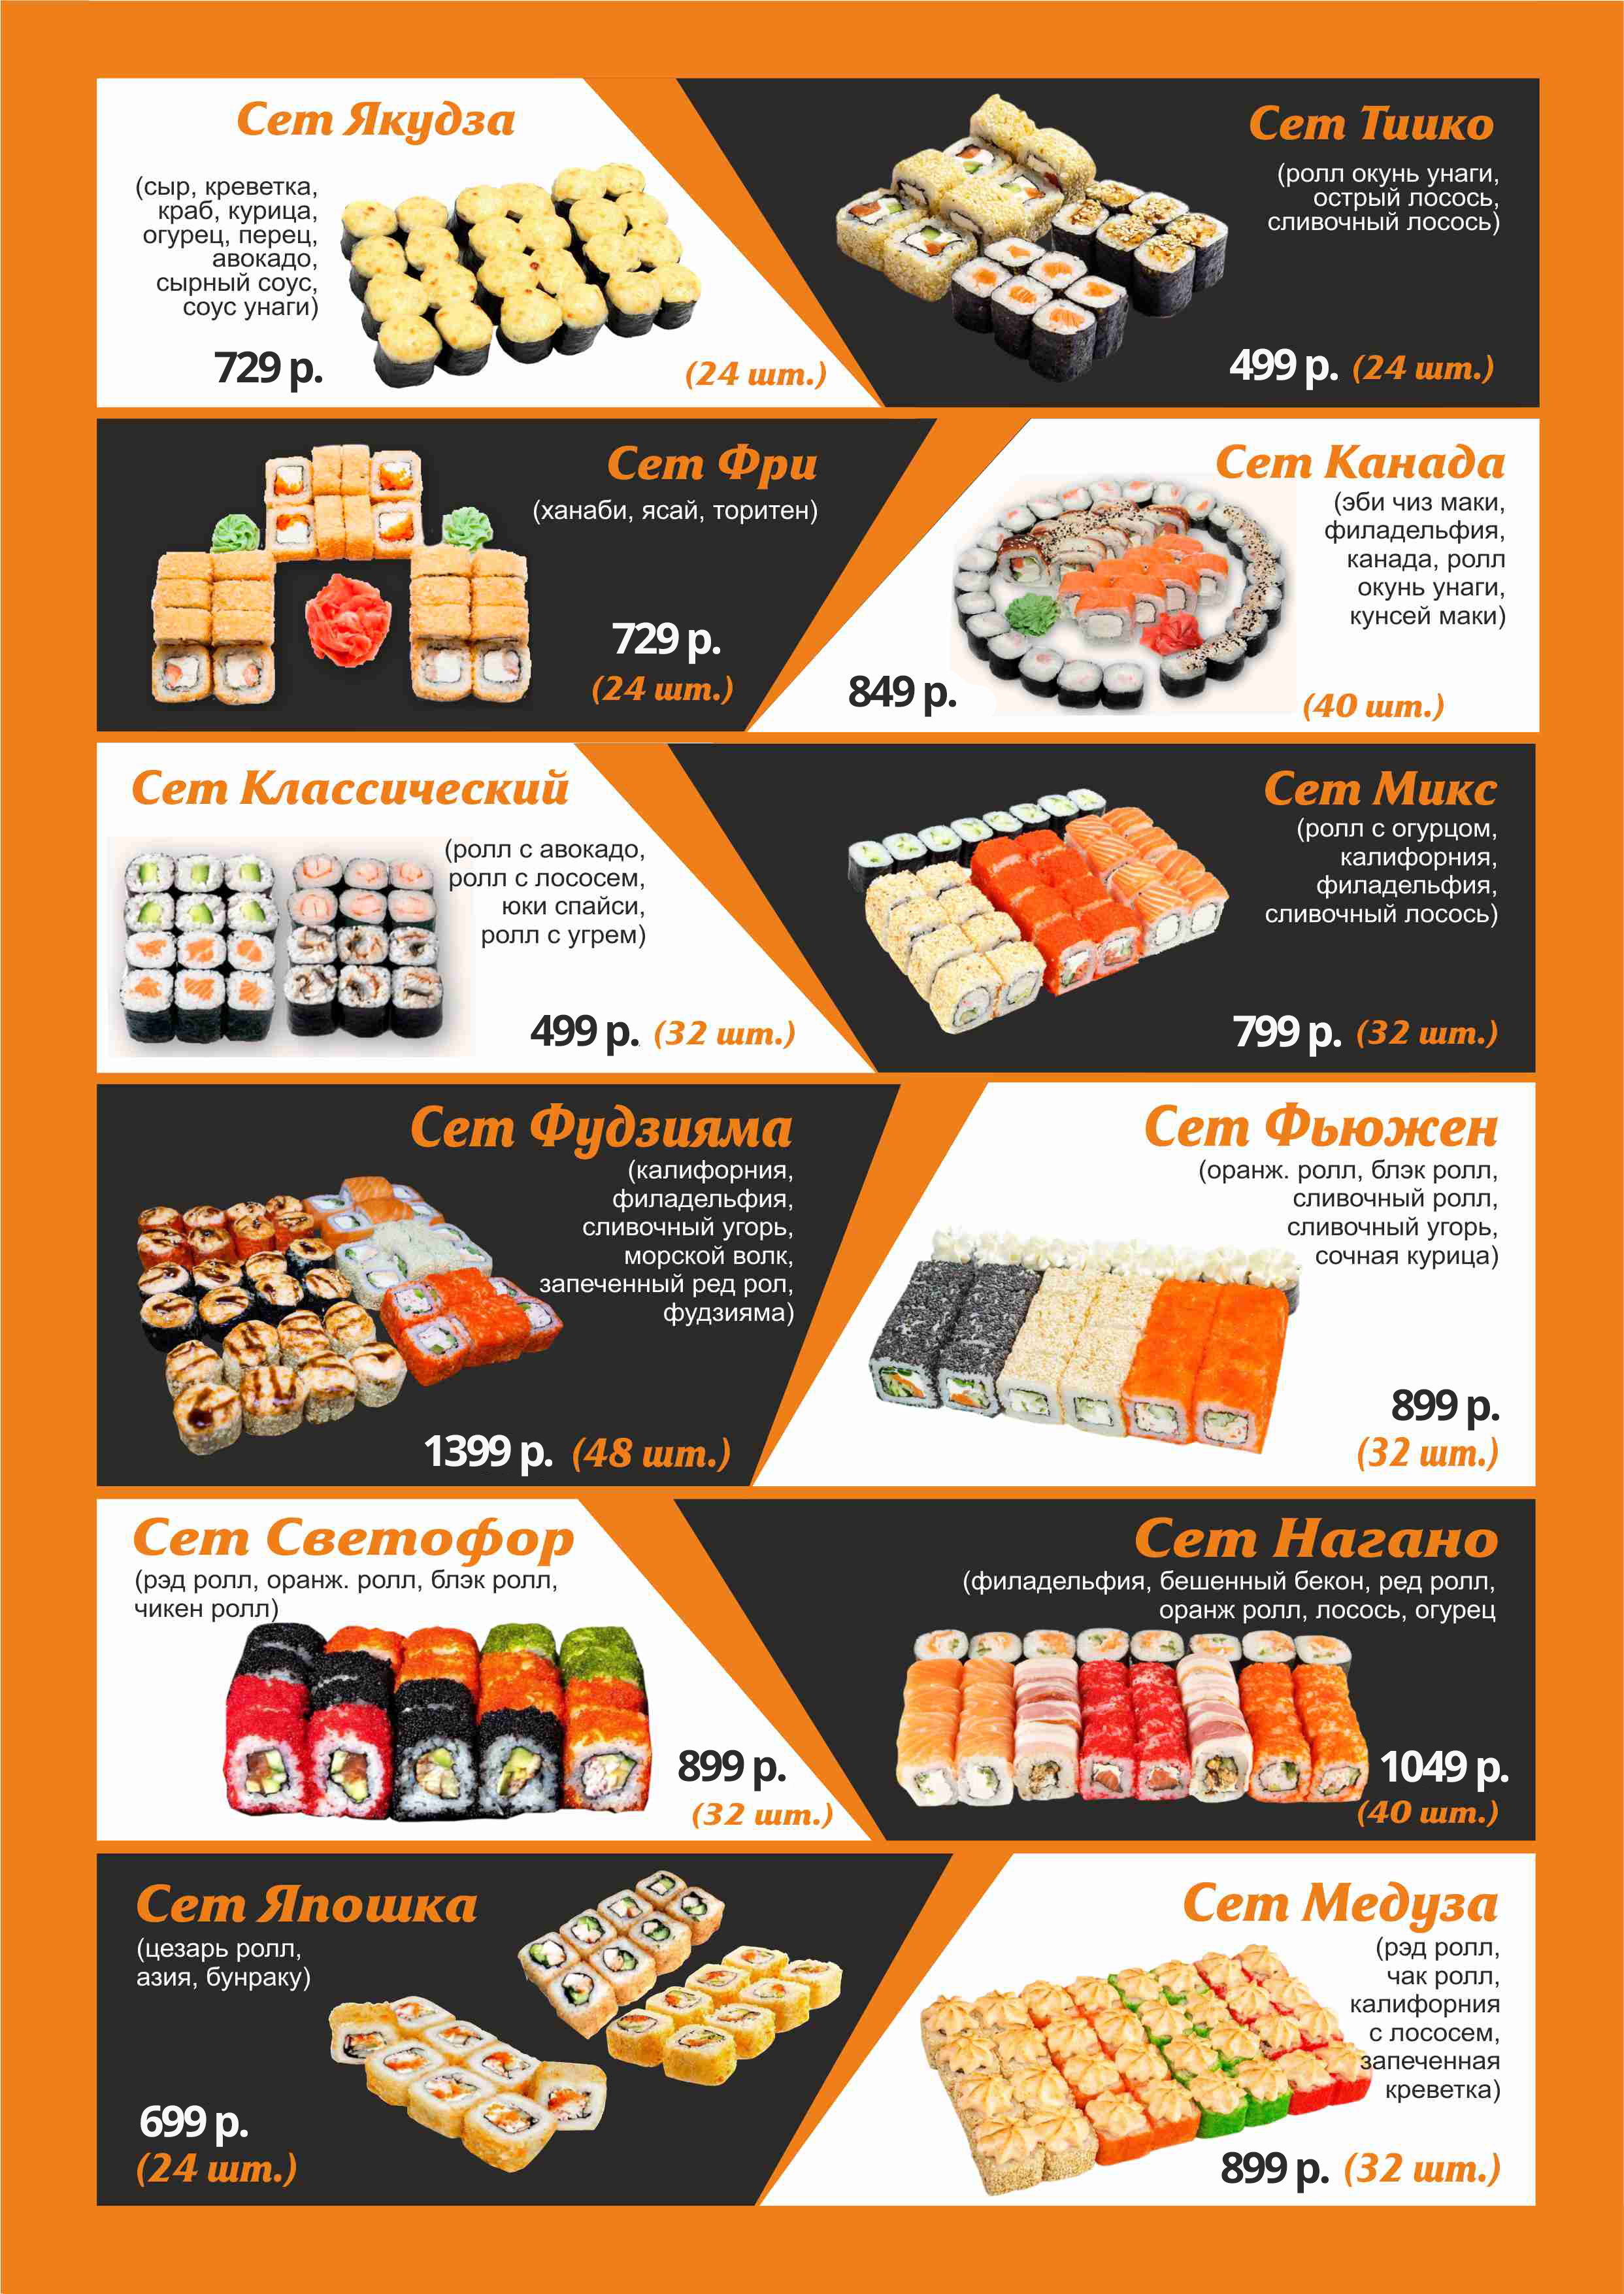 Сет Якудза
(сыр, креветка,
краб, курица,
огурец, перец,
авокадо,
сырный соус,
соус унаги)
729 р.
(24 шт.)
Сет Тишко
(ролл окунь унаги,
острый лосось,
сливочный лосось)
499 р. (24 шт.)
Сет Фри
(ханаби, ясай, торитен)
729 р.
(24 шт.)
Сет Канада
(эби чиз маки,
филадельфия,
канада, ролл
окунь унаги,
кунсей маки)
849 р.
(40 шт.)
Сет Классический
(ролл с авокадо,
ролл с лососем,
юки спайси,
ролл с угрем)
499 р. (32 шт.)
Сет Микс
(ролл с огурцом,
калифорния,
филадельфия,
сливочный лосось)
799 р. (32 шт.)
Сет Фудзияма
(калифорния,
филадельфия,
сливочный угорь,
морской волк,
запеченный ред рол,
фудзияма)
1399 р. (48 шт.)
Сет Фьюжен
(оранж. ролл, блэк ролл,
сливочный ролл,
сливочный угорь,
сочная курица)
899 р.
(32 шт.)
Сет Светофор
(рэд ролл, оранж. ролл, блэк ролл,
чикен ролл)
899 р.
(32 шт.)
Сет Нагано
(филадельфия, бешенный бекон, ред ролл,
оранж ролл, лосось, огурец
1049 р.
(40 шт.)
Сет Япошка
(цезарь ролл,
азия, бунраку)
699 р.
(24 шт.)
Сет Медуза
(рэд ролл,
чак ролл,
калифорния
с лососем,
запеченная
креветка)
899 р. (32 шт.)